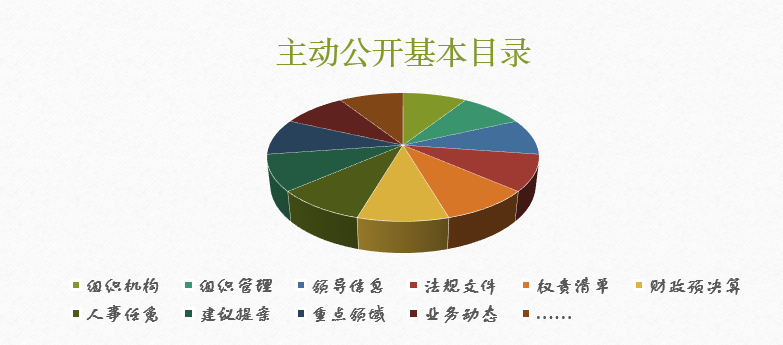 主动公开基本目录
组织机构 组织管理 领导信息 法规文件 权责清单 财政预决算
人事任免 建议提案 重点领域 业务动态 ……